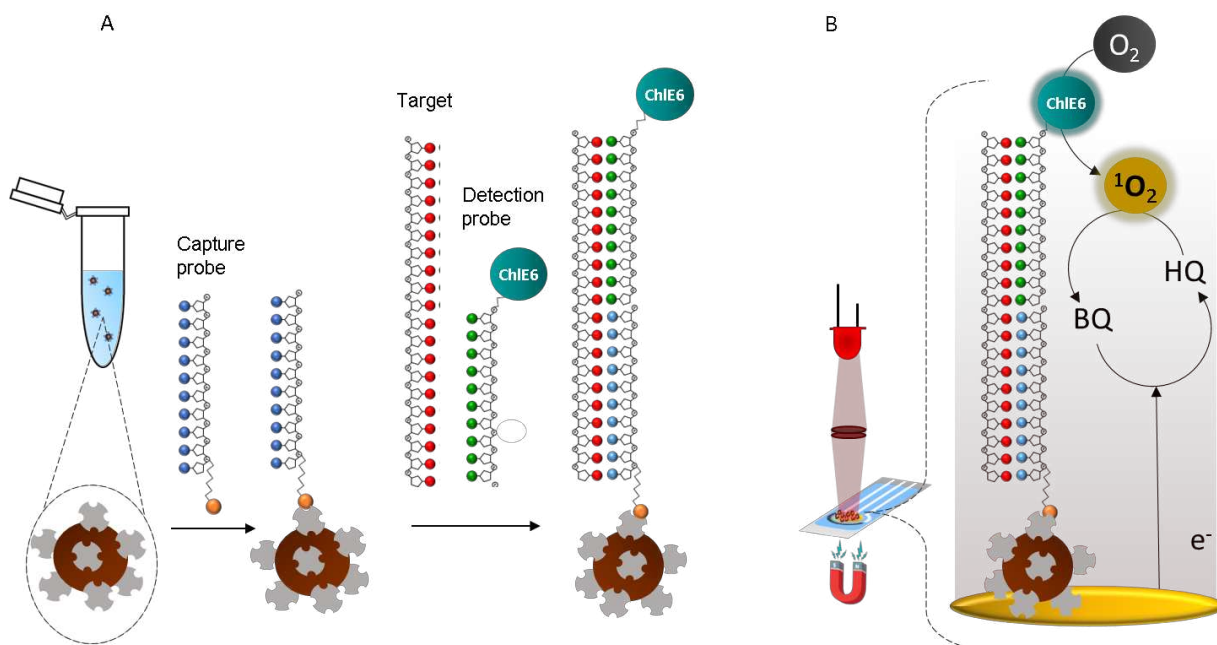 A
Capture
probe
Target
Detection
probe
ChlE6
ChlE6
B
O₂
ChlE6
¹O₂
HQ
BQ
e⁻